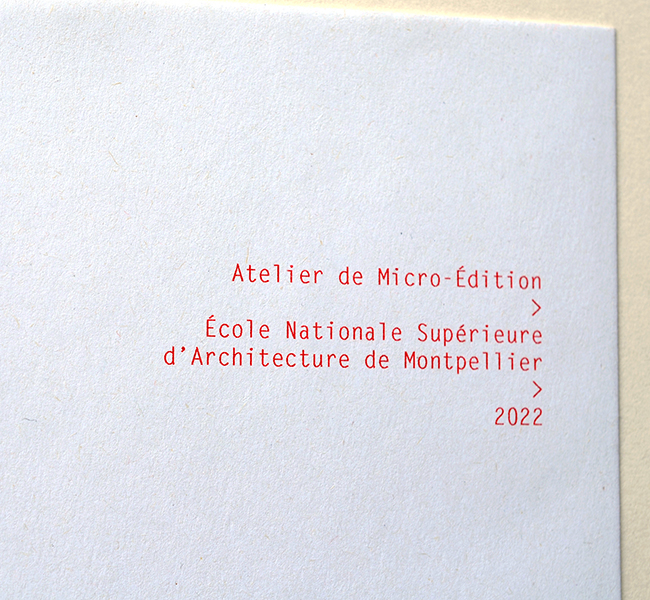 Atelier de Micro-Édition
>
École Nationale Supérieure
d’Architecture de Montpellier
>
2022